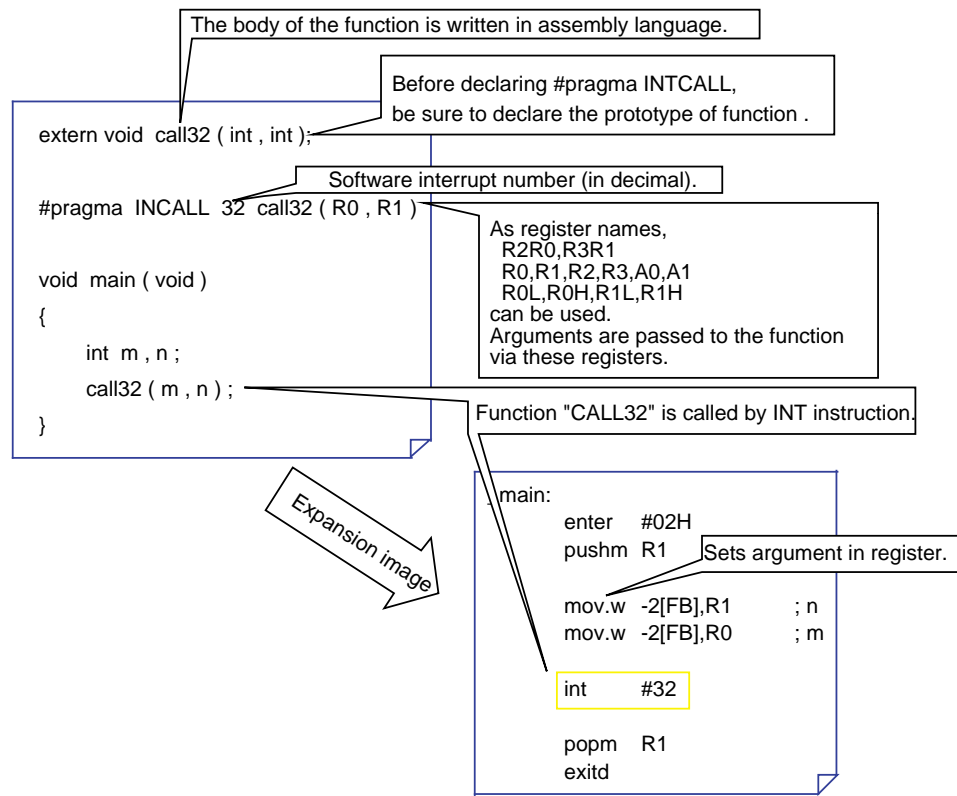 The body of the function is written in assembly language.
Before declaring #pragma INTCALL,
be sure to declare the prototype of function .
extern void call32 ( int , int );
Software interrupt number (in decimal).
#pragma INCALL 32 call32 ( R0 , R1 )
As register names,
R2R0,R3R1
R0,R1,R2,R3,A0,A1
R0L,R0H,R1L,R1H
can be used.
Arguments are passed to the function
via these registers.
void main ( void )
{
int m , n ;
call32 ( m , n ) ;
}
Function "CALL32" is called by INT instruction.
Expansion image
_main:
enter #02H
pushm R1
Sets argument in register.
mov.w -2[FB],R1 ; n
mov.w -2[FB],R0 ; m
int #32
popm R1
exitd